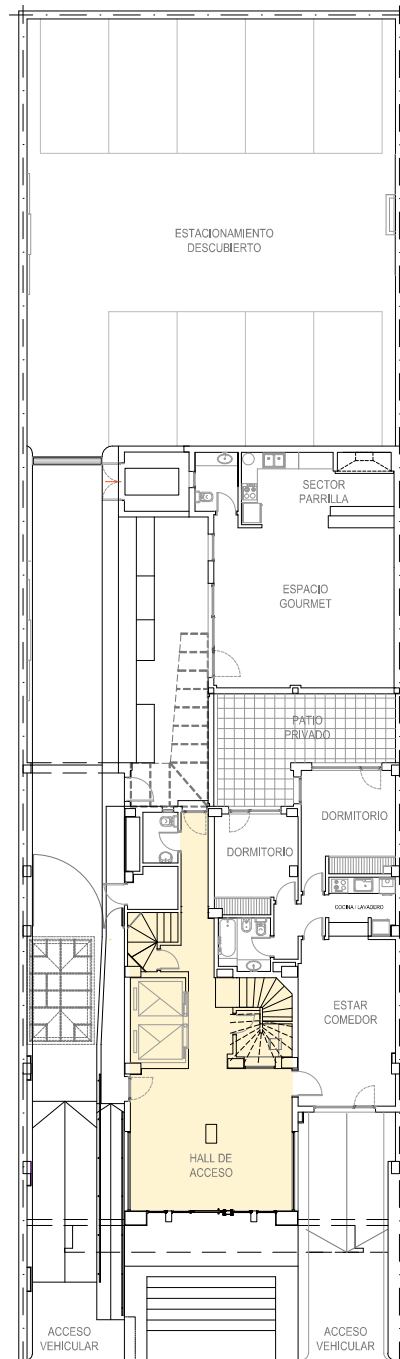 ESTACIONAMIENTO
DESCUBIERTO
SECTOR
PARRILLA
ESPACIO
GOURMET
PATIO
PRIVADO
DORMITORIO
DORMITORIO
COCINA / LAVADERO
ESTAR
COMEDOR
HALL DE
ACCESO
ACCESO
VEHICULAR
ACCESO
VEHICULAR